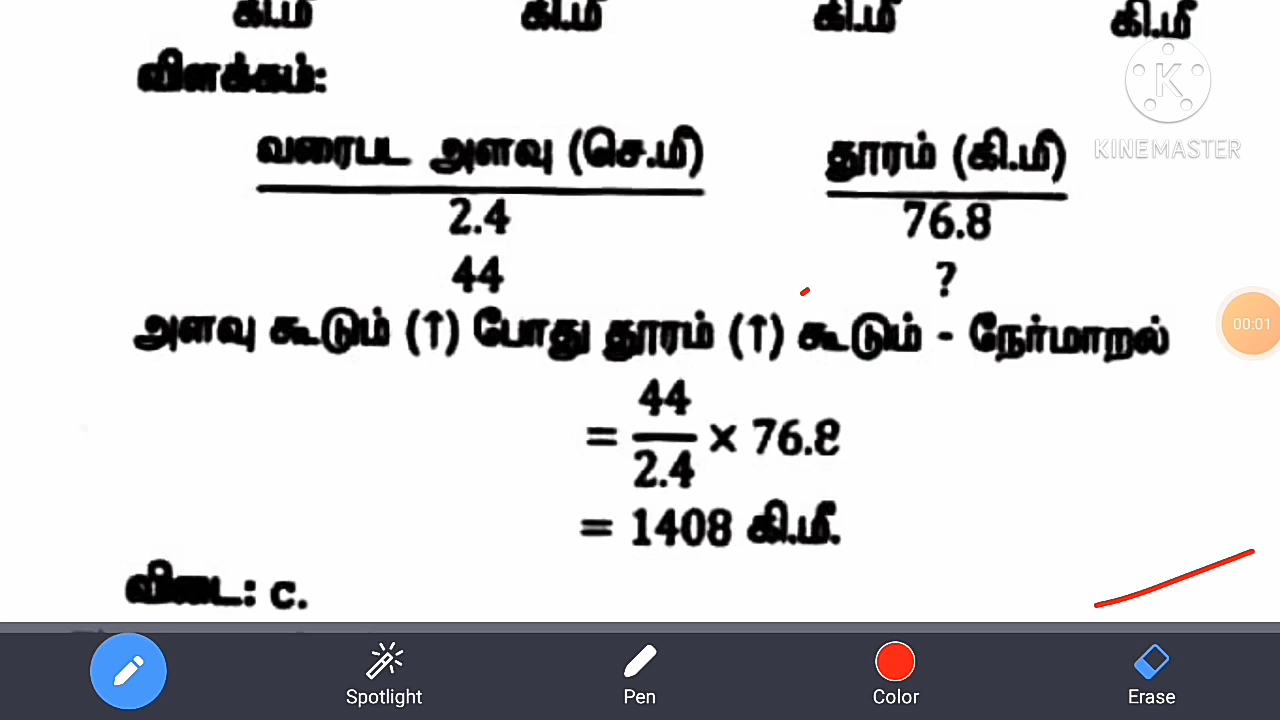 கி.மீ கி.மீ கி.மீ கி.மீ
விளக்கம்:
KINEMASTER
வரைபட அளவு (செ.மீ) தூரம் (கி.மீ)
2.4 76.8
44 ?
00:01
அளவு கூடும் (↑) போது தூரம் (↑) கூடும் - நேர்மாறல்
= 44/2.4 × 76.8
= 1408 கி.மீ.
விடை: c.
Spotlight Pen Color Erase